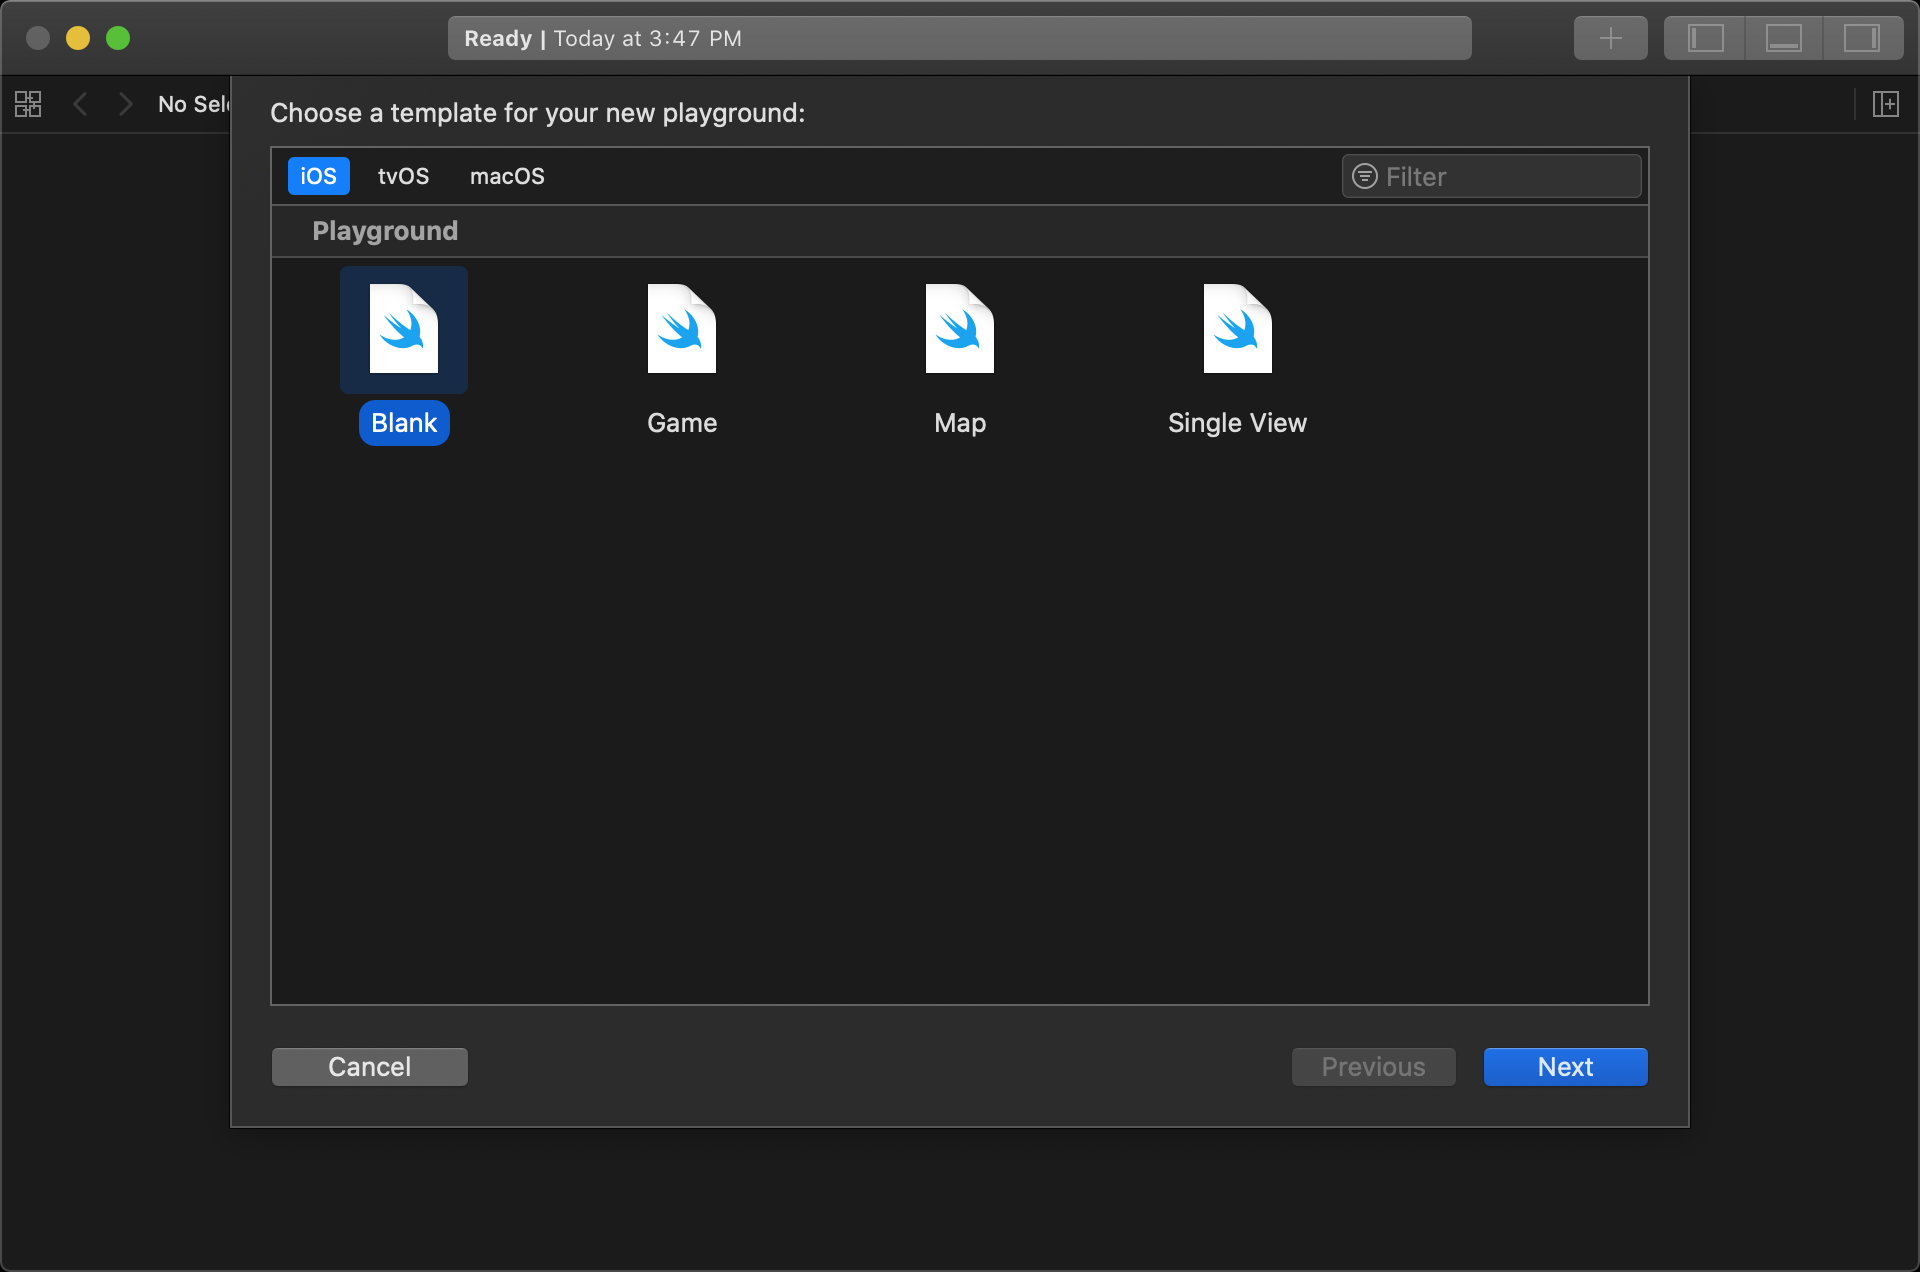 Ready | Today at 3:47 PM
No Sel
Choose a template for your new playground:
iOS tvOS macOS Filter
Playground
Blank Game Map Single View
Cancel Previous Next